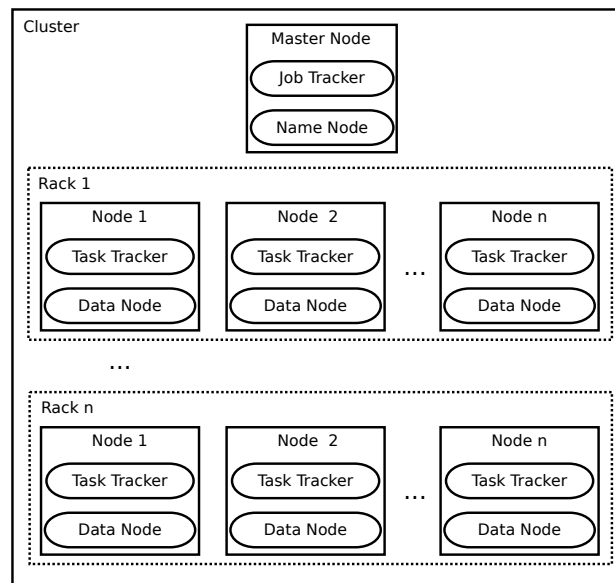 Cluster
Master Node
Job Tracker
Name Node
Rack 1
Node 1
Node  2
Node n
Task Tracker
Task Tracker
...
Task Tracker
Data Node
Data Node
Data Node
...
Rack n
Node 1
Node  2
Node n
Task Tracker
Task Tracker
...
Task Tracker
Data Node
Data Node
Data Node